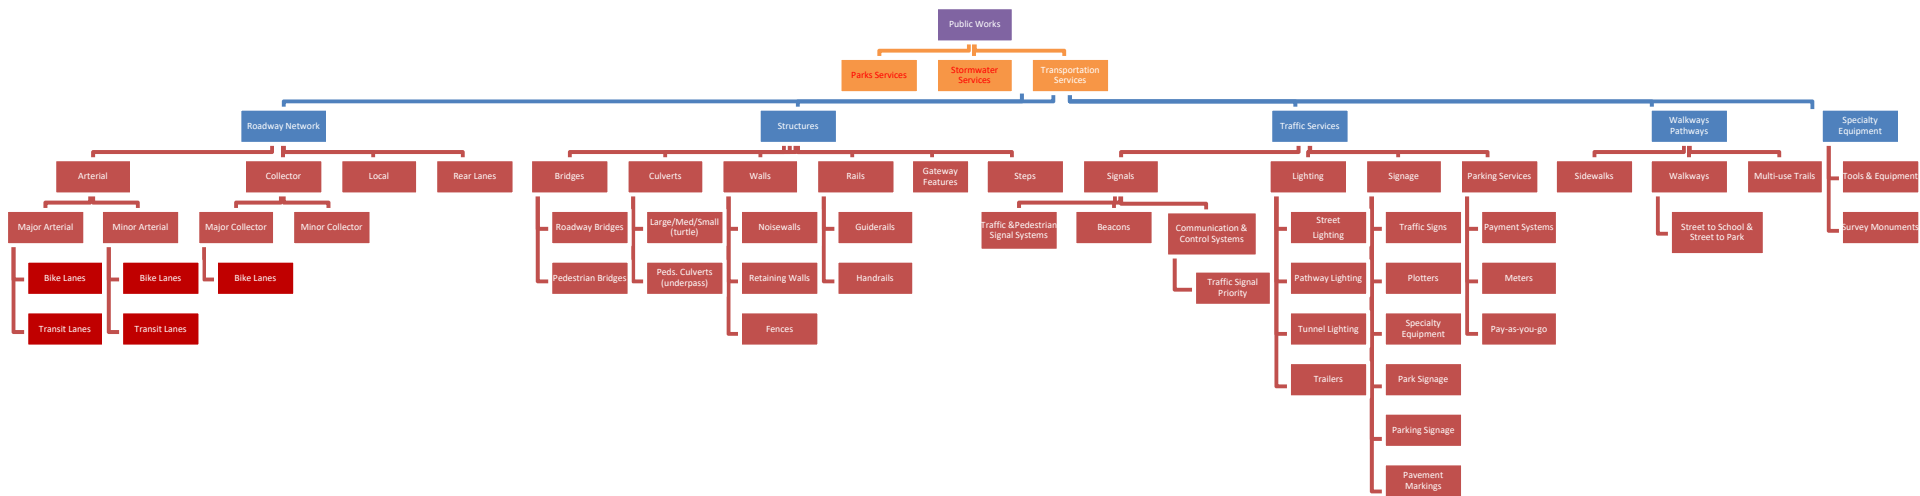 Public Works
Parks Services
Stormwater
Services
Transportation
Services
Roadway Network
Structures
Traffic Services
Walkways
Pathways
Specialty
Equipment
Arterial
Collector
Local
Rear Lanes
Bridges
Culverts
Walls
Rails
Gateway
Features
Steps
Signals
Lighting
Signage
Parking Services
Sidewalks
Walkways
Multi-use Trails
Tools & Equipment
Major Arterial
Minor Arterial
Major Collector
Minor Collector
Roadway Bridges
Large/Med/Small
(turtle)
Noisewalls
Guiderails
Traffic &Pedestrian
Signal Systems
Beacons
Communication &
Control Systems
Street
Lighting
Traffic Signs
Payment Systems
Street to School &
Street to Park
Survey Monuments
Bike Lanes
Bike Lanes
Bike Lanes
Pedestrian Bridges
Peds. Culverts
(underpass)
Retaining Walls
Handrails
Traffic Signal
Priority
Pathway Lighting
Plotters
Meters
Transit Lanes
Transit Lanes
Fences
Tunnel Lighting
Specialty
Equipment
Pay-as-you-go
Trailers
Park Signage
Parking Signage
Pavement
Markings